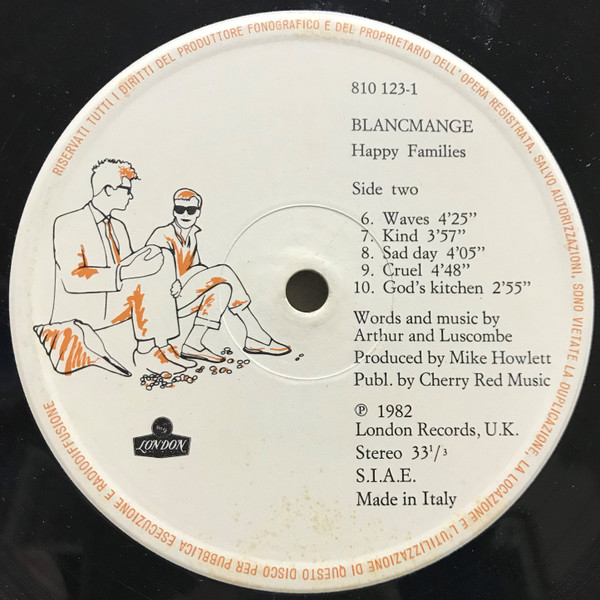 RISERVATI TUTTI I DIRITTI DEL PRODUTTORE FONOGRAFICO E DEL PROPRIETARIO DELL'OPERA REGISTRATA. SALVO AUTORIZZAZIONI, SONO VIETATE LA DUPLICAZIONE, LA LOCAZIONE E L'UTILIZZAZIONE DI QUESTO DISCO PER PUBBLICA ESECUZIONE E RADIODIFFUSIONE
810 123-1
BLANCMANGE
Happy Families
Side two
6. Waves 4'25"
7. Kind 3'57"
8. Sad day 4'05"
9. Cruel 4'48"
10. God's kitchen 2'55"
Words and music by
Arthur and Luscombe
Produced by Mike Howlett
Publ. by Cherry Red Music
℗ 1982
London Records, U.K.
Stereo 33¹/₃
S.I.A.E.
Made in Italy
LONDON